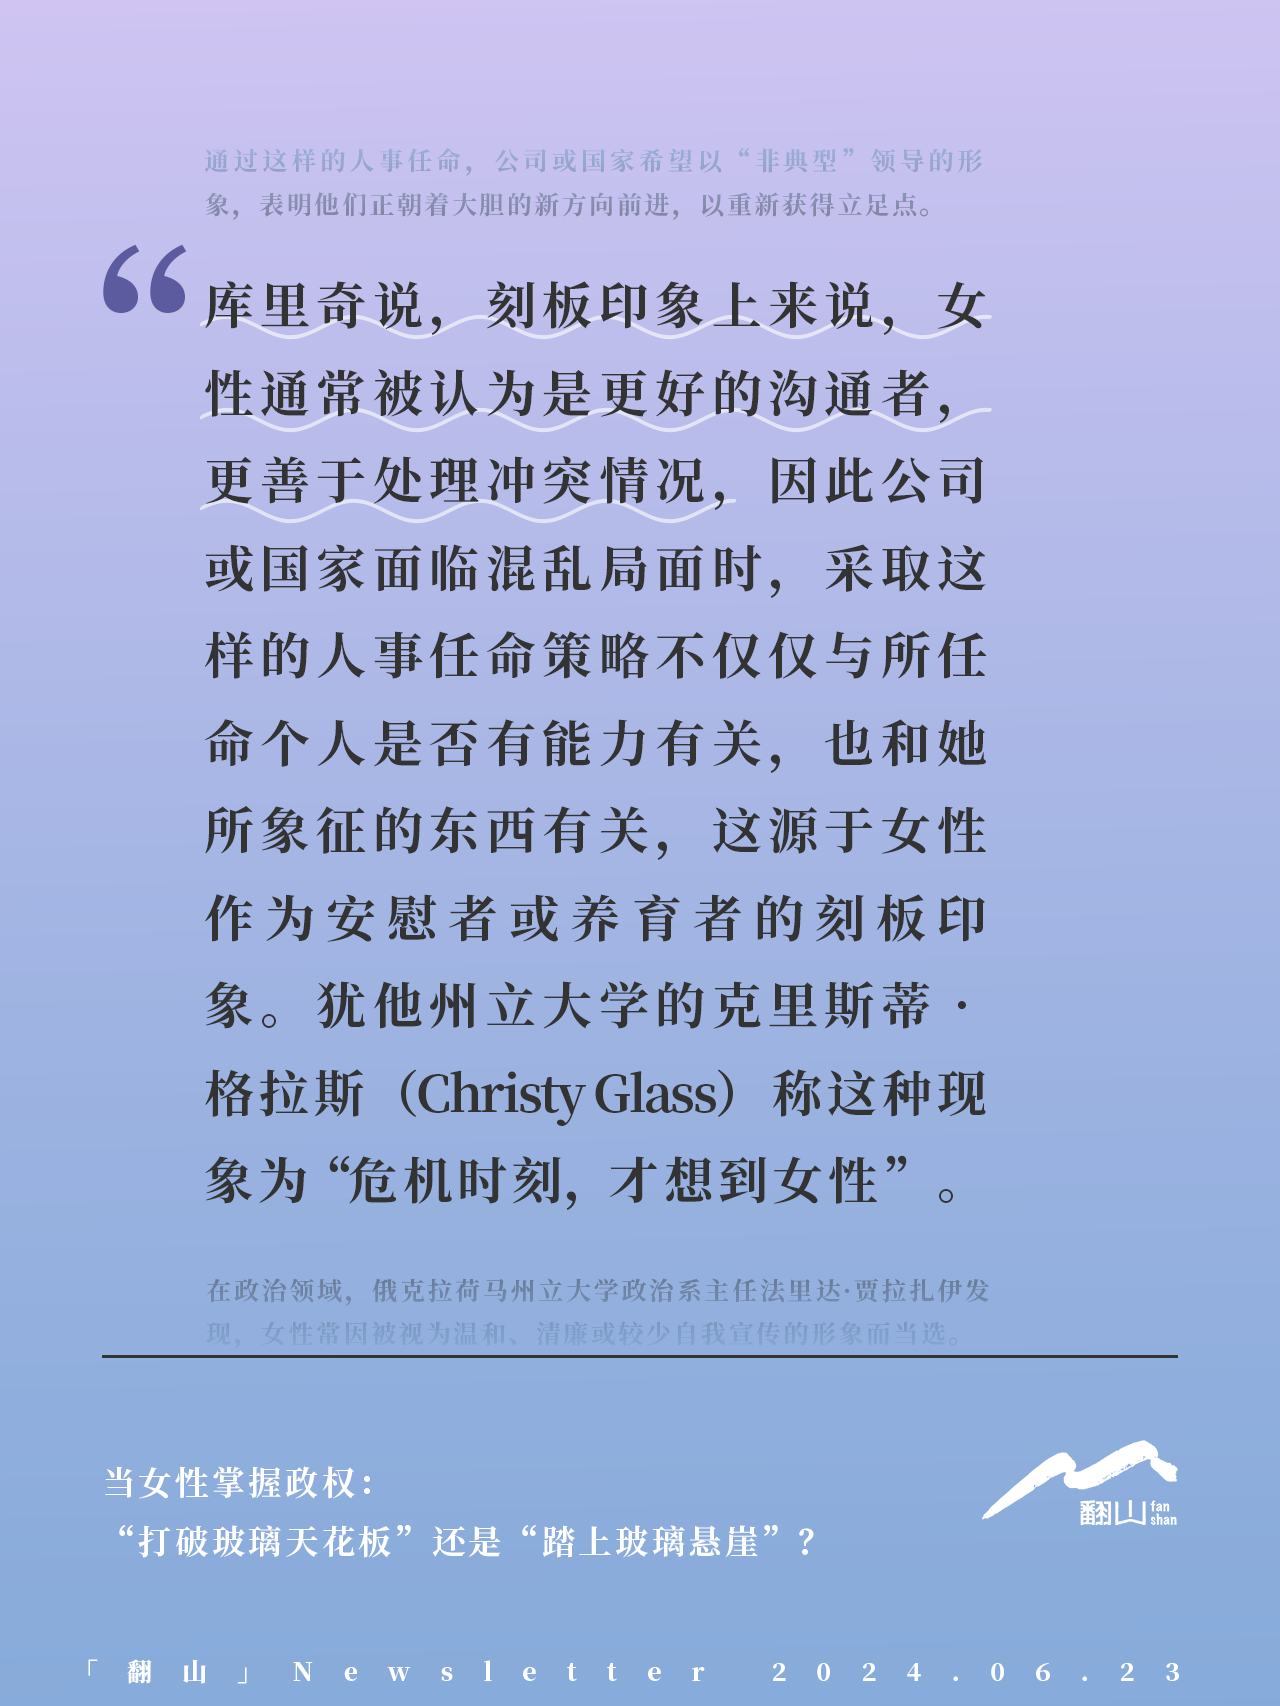 通过这样的人事任命，公司或国家希望以“非典型”领导的形
象，表明他们正朝着大胆的新方向前进，以重新获得立足点。
库里奇说，刻板印象上来说，女
性通常被认为是更好的沟通者，
更善于处理冲突情况，因此公司
或国家面临混乱局面时，采取这
样的人事任命策略不仅仅与所任
命个人是否有能力有关，也和她
所象征的东西有关，这源于女性
作为安慰者或养育者的刻板印
象。犹他州立大学的克里斯蒂·
格拉斯（Christy Glass）称这种现
象为“危机时刻，才想到女性”。
在政治领域，俄克拉荷马州立大学政治系主任法里达·贾拉扎伊发
现，女性常因被视为温和、清廉或较少自我宣传的形象而当选。
当女性掌握政权：
“打破玻璃天花板”还是“踏上玻璃悬崖”？
翻山 fan shan
「翻山」Newsletter 2024.06.23